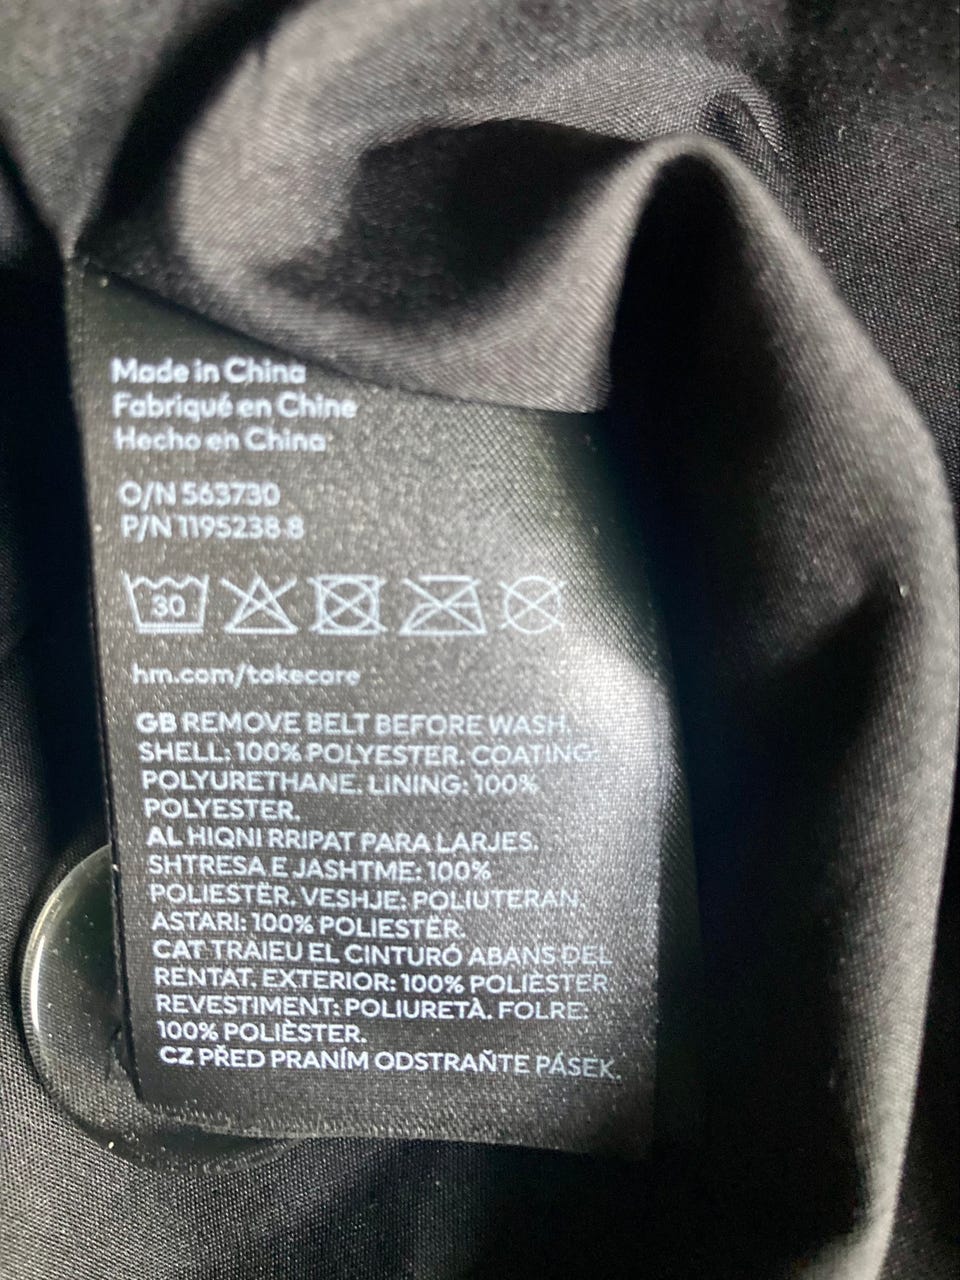 Made in China
Fabriqué en Chine
Hecho en China
O/N 563730
P/N 1195238 8
30
hm.com/takecare
GB REMOVE BELT BEFORE WASH.
SHELL: 100% POLYESTER. COATING:
POLYURETHANE. LINING: 100%
POLYESTER.
AL HIQNI RRIPAT PARA LARJES.
SHTRESA E JASHTME: 100%
POLIESTËR. VESHJE: POLIUTERAN.
ASTARI: 100% POLIESTËR.
CAT TRAIEU EL CINTURÓ ABANS DEL
RENTAT. EXTERIOR: 100% POLIÈSTER.
REVESTIMENT: POLIURETÀ. FOLRE:
100% POLIÈSTER.
CZ PŘED PRANÍM ODSTRAŇTE PÁSEK.